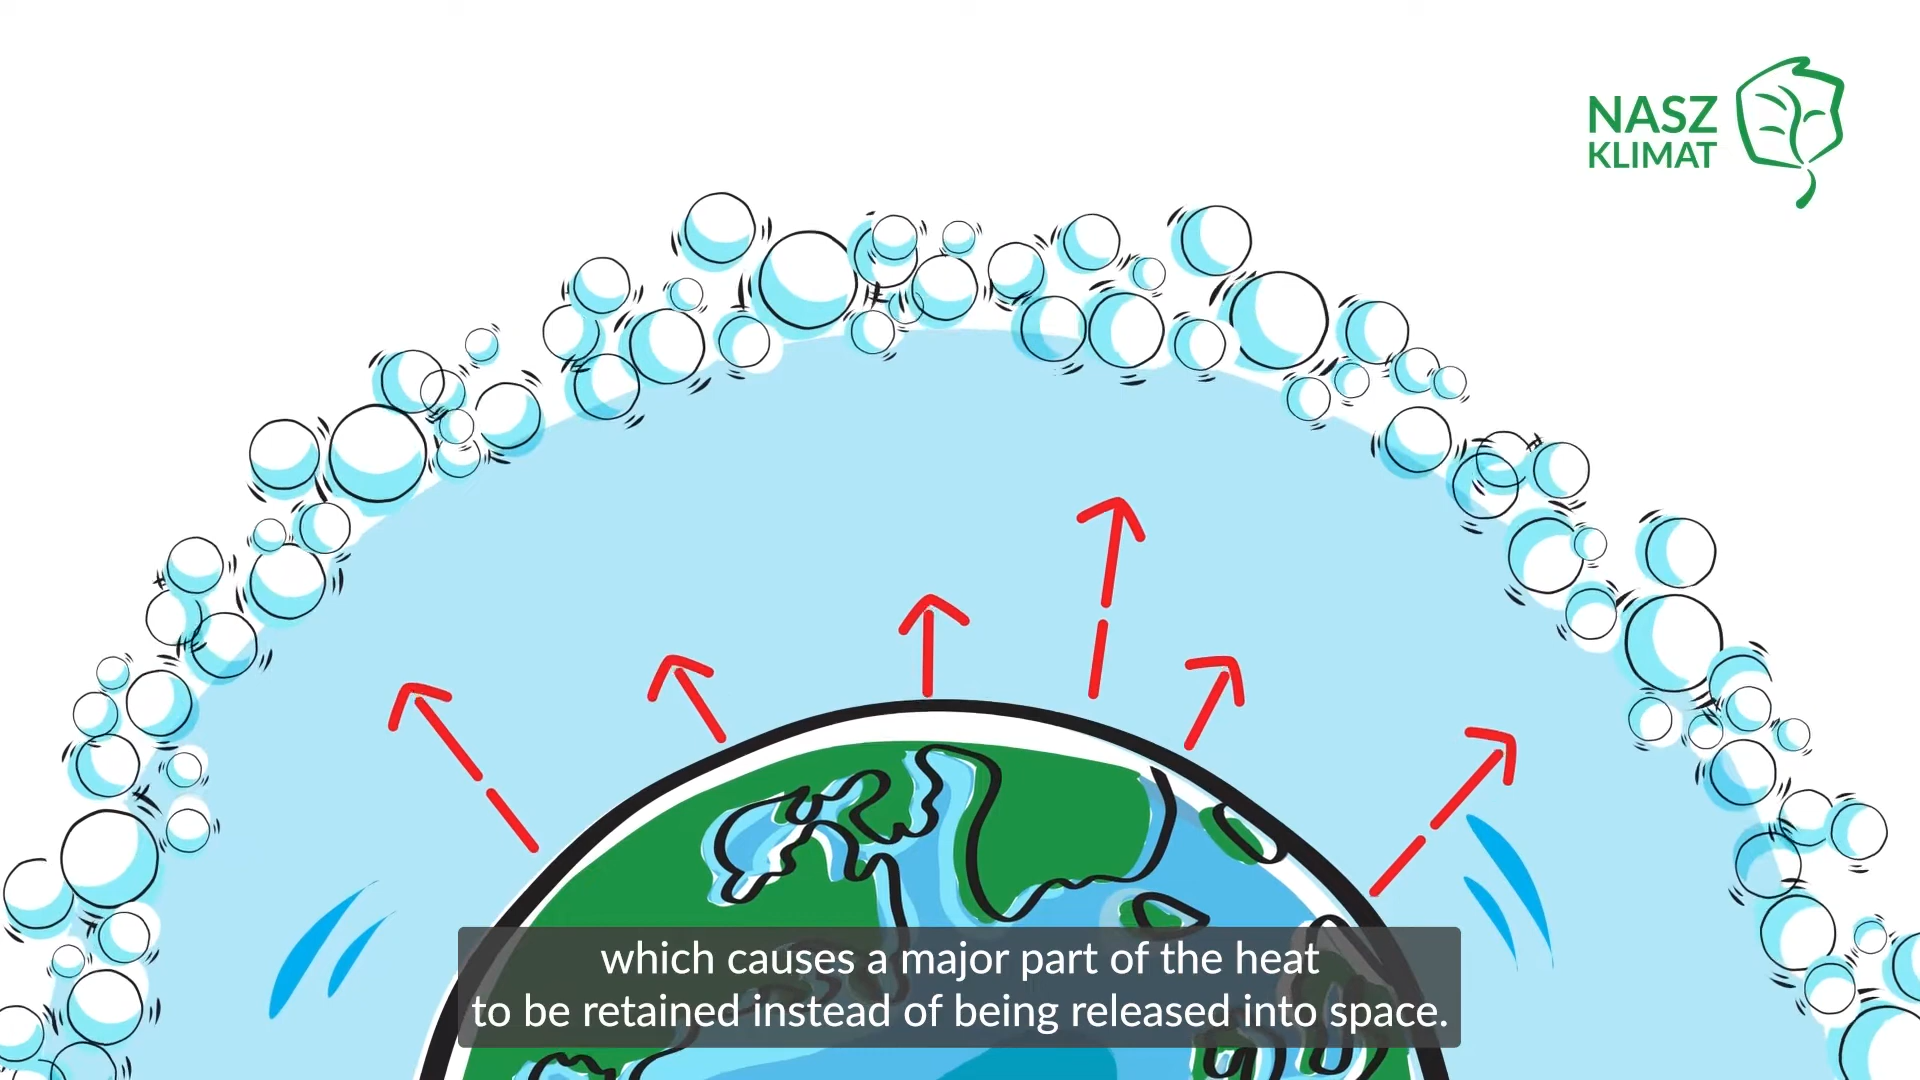 NASZ
KLIMAT
which causes a major part of the heat
to be retained instead of being released into space.